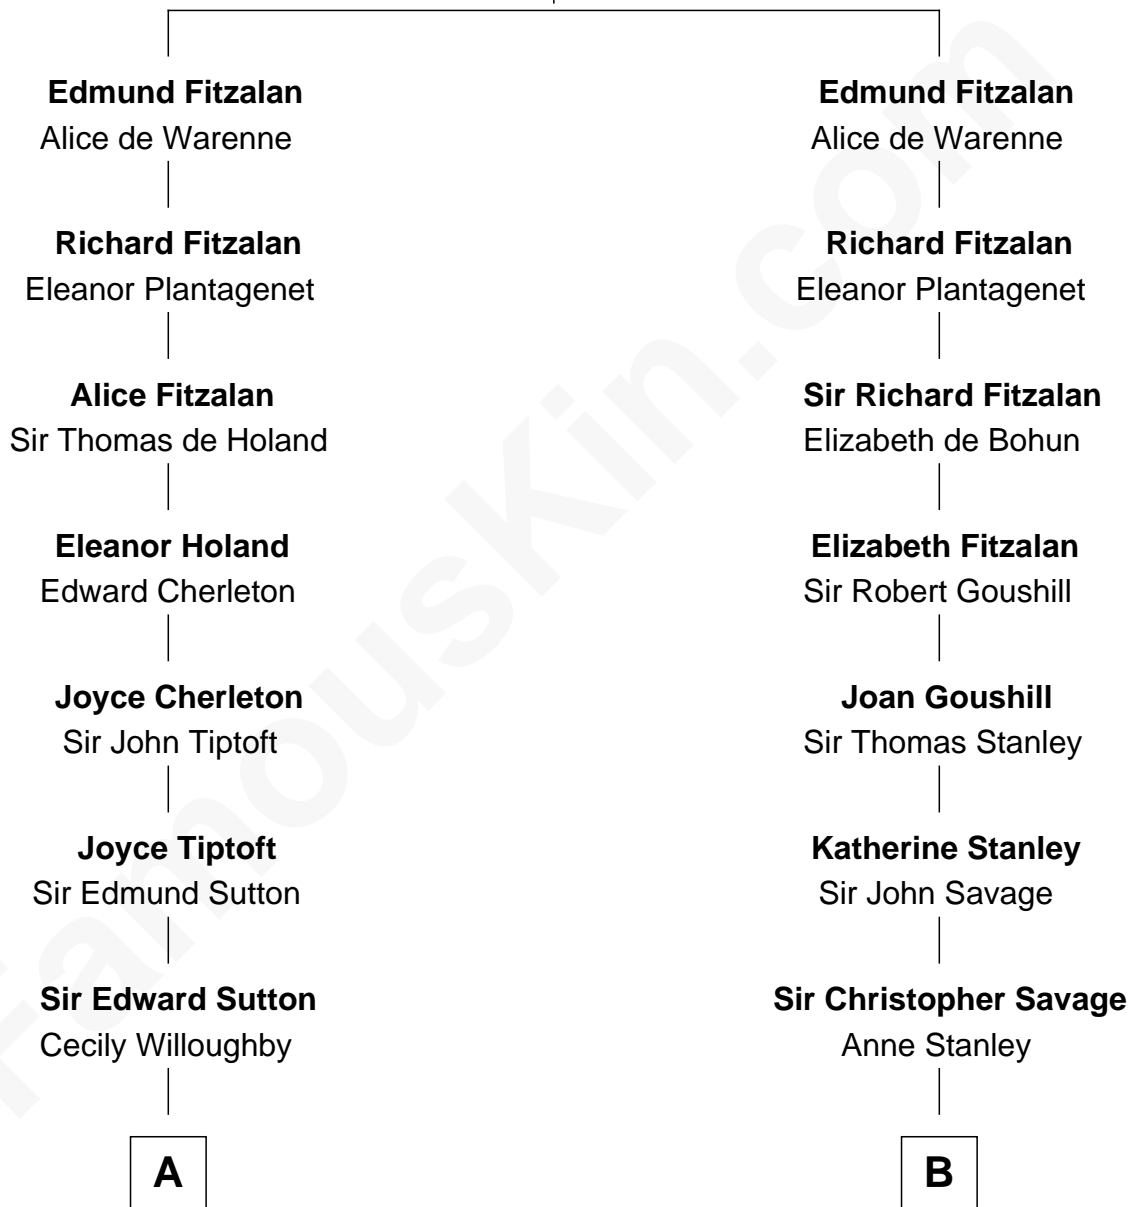 Edmund Fitzalan
Alice de Warenne
Richard Fitzalan
Eleanor Plantagenet
Alice Fitzalan
Sir Thomas de Holand
Eleanor Holand
Edward Cherleton
Joyce Cherleton
Sir John Tiptoft
Joyce Tiptoft
Sir Edmund Sutton
Sir Edward Sutton
Cecily Willoughby
A
Edmund Fitzalan
Alice de Warenne
Richard Fitzalan
Eleanor Plantagenet
Sir Richard Fitzalan
Elizabeth de Bohun
Elizabeth Fitzalan
Sir Robert Goushill
Joan Goushill
Sir Thomas Stanley
Katherine Stanley
Sir John Savage
Sir Christopher Savage
Anne Stanley
B
FamousKin.com